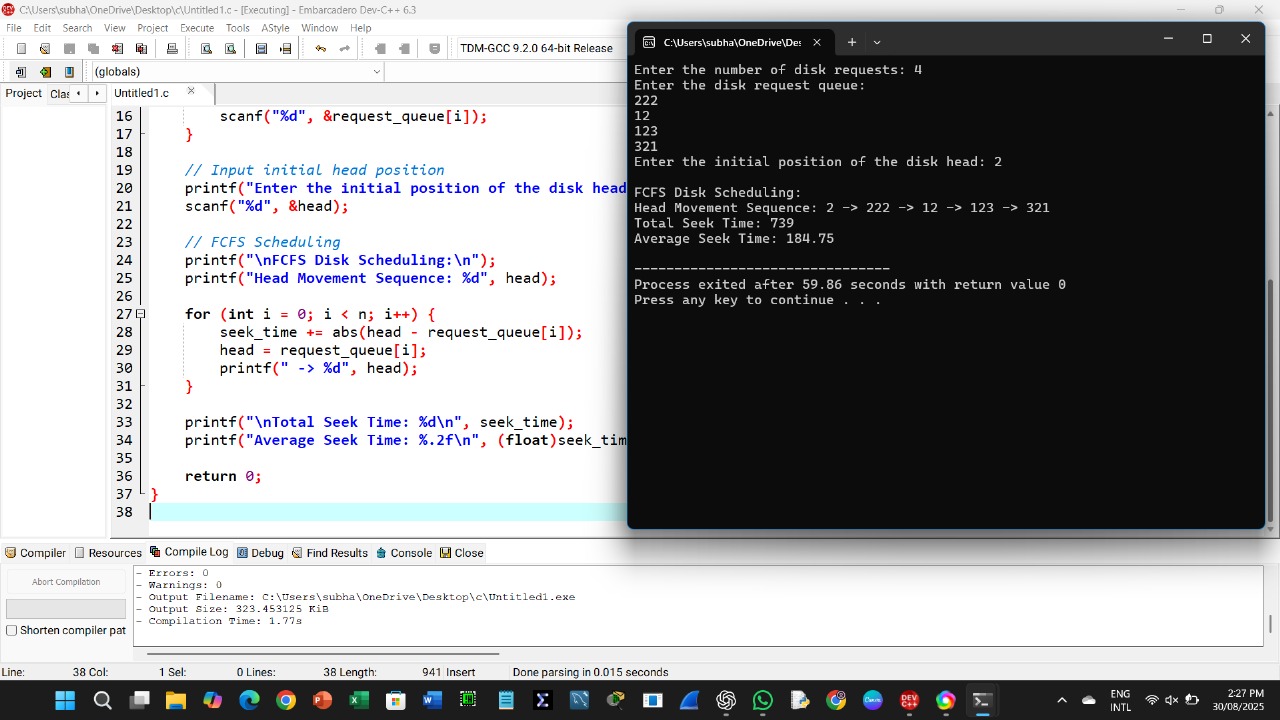 C:\Users\subha\OneDrive\Desktop\c\Untitled1.c - [Executing] - Embarcadero Dev-C++ 6.3
File Edit Search View Project Execute Tools AStyle Window Help
TDM-GCC 9.2.0 64-bit Release
(globals)
Project Clas
Untitled1.c
16 scanf("%d", &request_queue[i]);
17 }
18
19 // Input initial head position
20 printf("Enter the initial position of the disk head
21 scanf("%d", &head);
22
23 // FCFS Scheduling
24 printf("\nFCFS Disk Scheduling:\n");
25 printf("Head Movement Sequence: %d", head);
26
27 for (int i = 0; i < n; i++) {
28 seek_time += abs(head - request_queue[i]);
29 head = request_queue[i];
30 printf(" -> %d", head);
31 }
32
33 printf("\nTotal Seek Time: %d\n", seek_time);
34 printf("Average Seek Time: %.2f\n", (float)seek_tim
35
36 return 0;
37 }
38
C:\Users\subha\OneDrive\Des
Enter the number of disk requests: 4
Enter the disk request queue:
222
12
123
321
Enter the initial position of the disk head: 2
FCFS Disk Scheduling:
Head Movement Sequence: 2 -> 222 -> 12 -> 123 -> 321
Total Seek Time: 739
Average Seek Time: 184.75
--------------------------------
Process exited after 59.86 seconds with return value 0
Press any key to continue . . .
Compiler Resources Compile Log Debug Find Results Console Close
Abort Compilation
Shorten compiler pat
- Errors: 0
- Warnings: 0
- Output Filename: C:\Users\subha\OneDrive\Desktop\c\Untitled1.exe
- Output Size: 323.453125 KiB
- Compilation Time: 1.77s
Line: 38 Col: 1 Sel: 0 Lines: 38 Length: 941 Insert Done parsing in 0.015 seconds
ENG
INTL
2:27 PM
30/08/2025